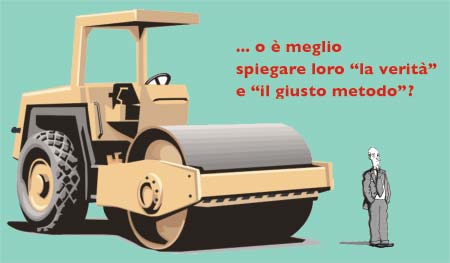 ... o è meglio
spiegare loro “la verità”
e “il giusto metodo”?